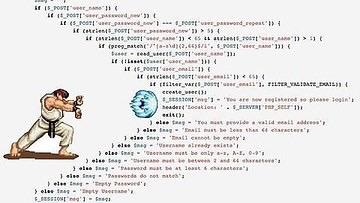 $msg = '';
if ($_POST['user_name']) {
if ($_POST['user_password_new']) {
if ($_POST['user_password_new'] === $_POST['user_password_repeat']) {
if (strlen($_POST['user_password_new']) > 5) {
if (strlen($_POST['user_name']) < 65 && strlen($_POST['user_name']) > 1) {
if (preg_match('/^[a-z\d]{2,64}$/i', $_POST['user_name'])) {
$user = read_user($_POST['user_name']);
if (!isset($user['user_name'])) {
if ($_POST['user_email']) {
if (strlen($_POST['user_email']) < 65) {
if (filter_var($_POST['user_email'], FILTER_VALIDATE_EMAIL)) {
create_user();
$_SESSION['msg'] = 'You are now registered so please login';
header('Location: ' . $_SERVER['PHP_SELF']);
exit();
} else $msg = 'You must provide a valid email address';
} else $msg = 'Email must be less than 64 characters';
} else $msg = 'Email cannot be empty';
} else $msg = 'Username already exists';
} else $msg = 'Username must be only a-z, A-Z, 0-9';
} else $msg = 'Username must be between 2 and 64 characters';
} else $msg = 'Password must be at least 6 characters';
} else $msg = 'Passwords do not match';
} else $msg = 'Empty Password';
} else $msg = 'Empty Username';
$_SESSION['msg'] = $msg;